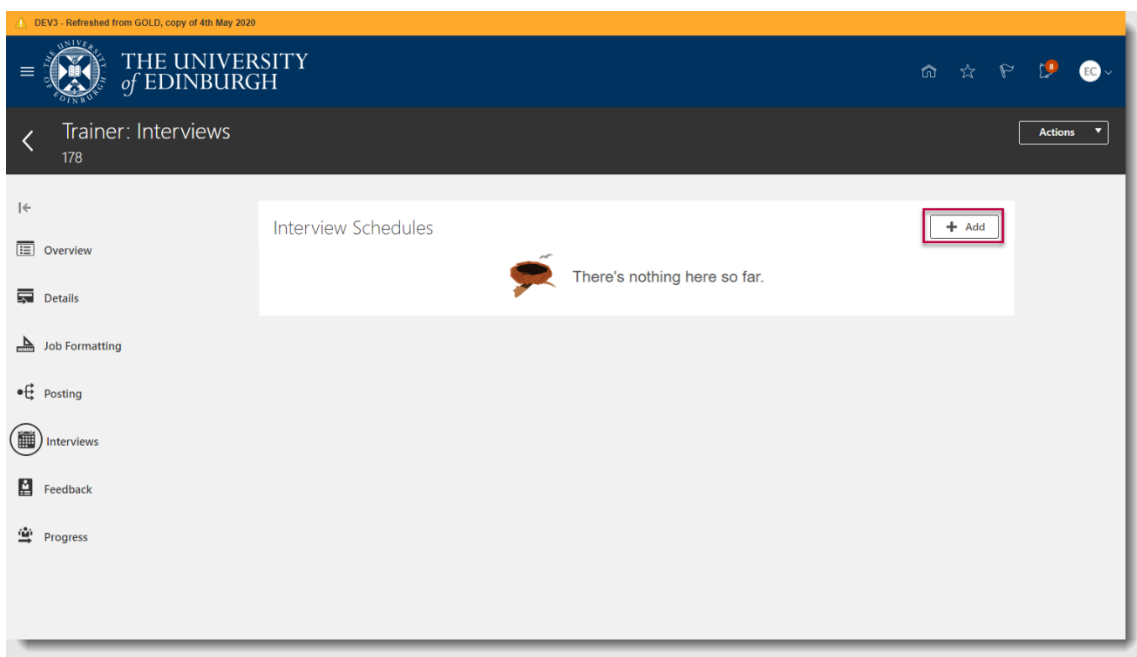 DEV3 - Refreshed from GOLD, copy of 4th May 2020
THE UNIVERSITY
of EDINBURGH
EC
Trainer: Interviews
178
Actions
Interview Schedules
+ Add
There's nothing here so far.
Overview
Details
Job Formatting
Posting
Interviews
Feedback
Progress